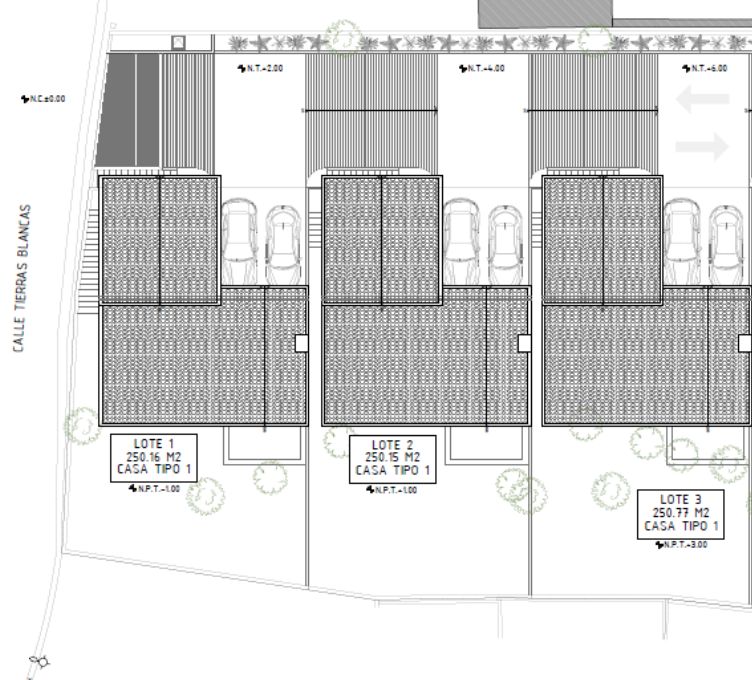 N.T.-2.00
N.T.-4.00
N.T.-6.00
N.C.±0.00
CALLE TIERRAS BLANCAS
LOTE 1
250.16 M2
CASA TIPO 1
N.P.T.-1.00
LOTE 2
250.15 M2
CASA TIPO 1
N.P.T.-1.00
LOTE 3
250.77 M2
CASA TIPO 1
N.P.T.-3.00